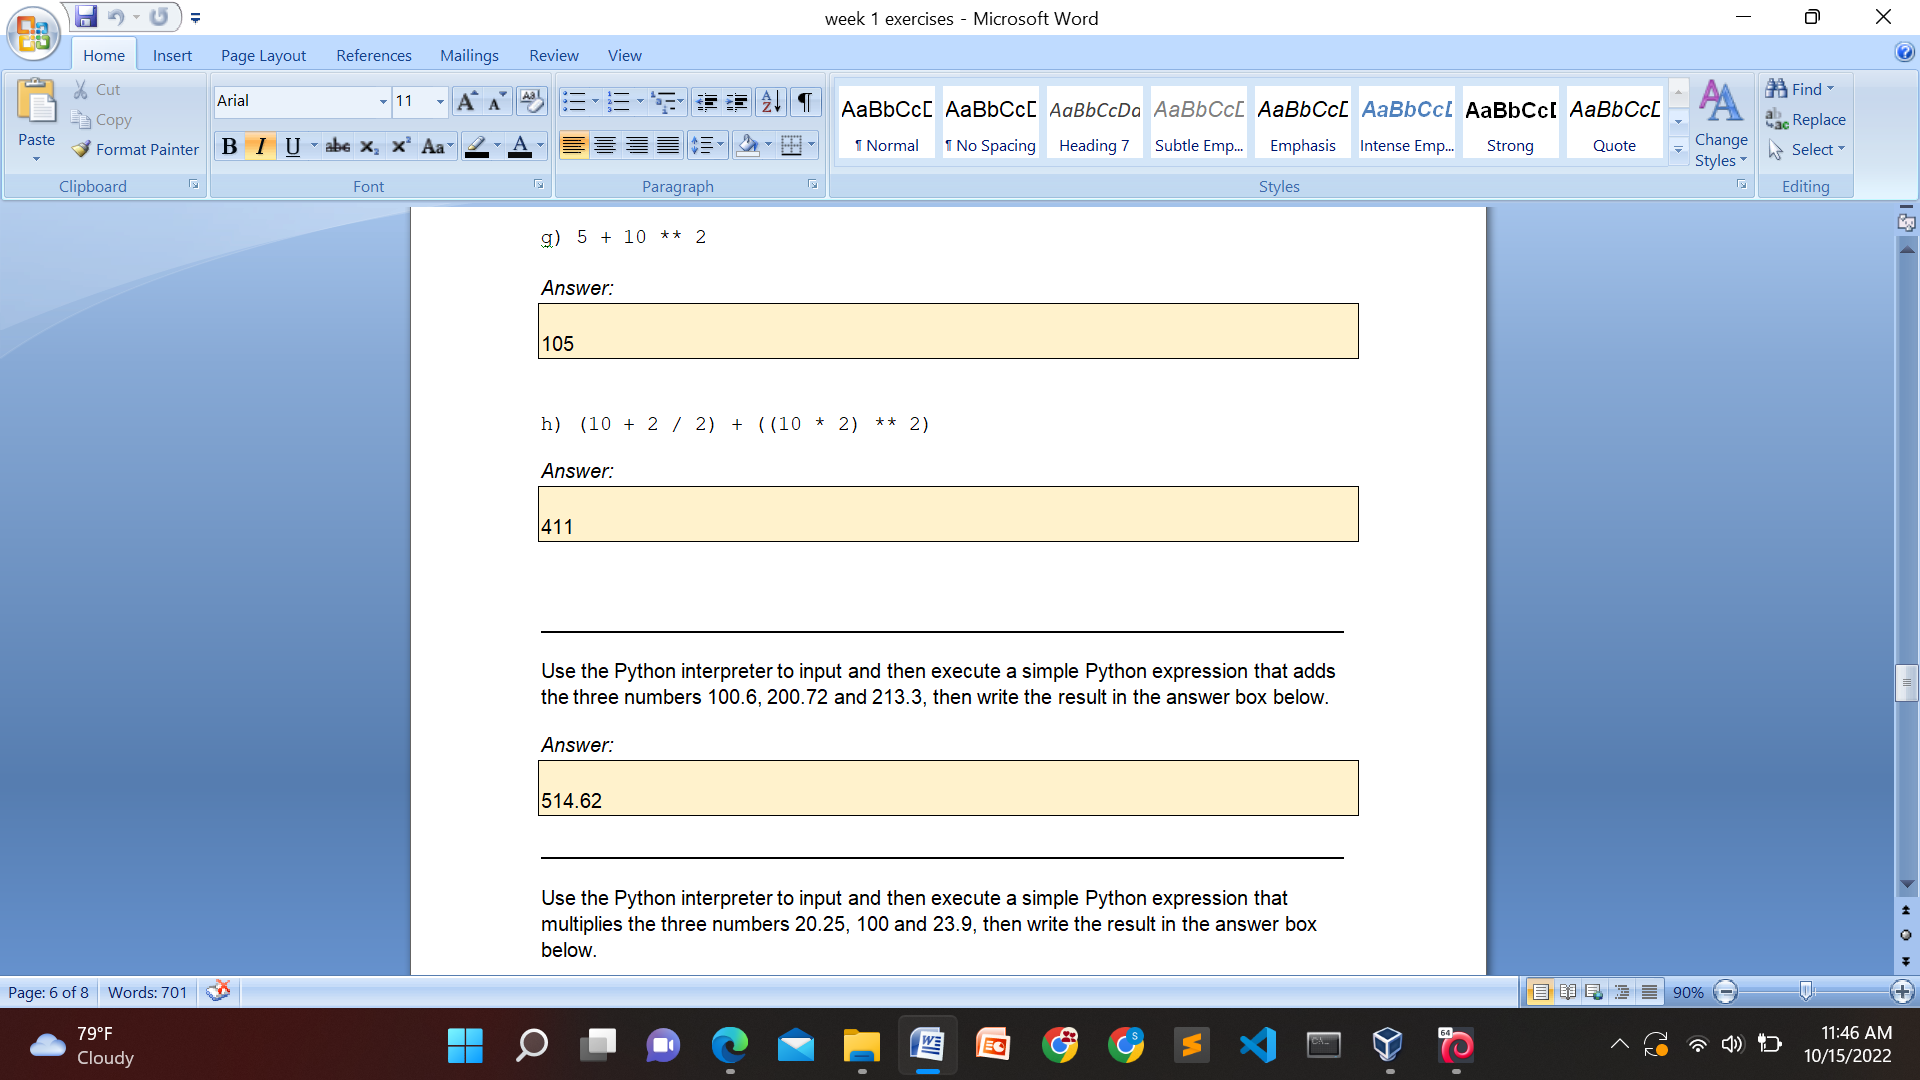 week 1 exercises - Microsoft Word
Home Insert Page Layout References Mailings Review View
Paste
Cut
Copy
Format Painter
Clipboard
Arial 11
Font
Paragraph
AaBbCcD AaBbCcD AaBbCcDd AaBbCcD AaBbCcD AaBbCcD AaBbCcD AaBbCcD
¶ Normal ¶ No Spacing Heading 7 Subtle Emp... Emphasis Intense Emp... Strong Quote
Change Styles
Styles
Find
Replace
Select
Editing
g) 5 + 10 ** 2
Answer:
105
h) (10 + 2 / 2) + ((10 * 2) ** 2)
Answer:
411
Use the Python interpreter to input and then execute a simple Python expression that adds
the three numbers 100.6, 200.72 and 213.3, then write the result in the answer box below.
Answer:
514.62
Use the Python interpreter to input and then execute a simple Python expression that
multiplies the three numbers 20.25, 100 and 23.9, then write the result in the answer box
below.
Page: 6 of 8 Words: 701
90%
79°F
Cloudy
11:46 AM
10/15/2022